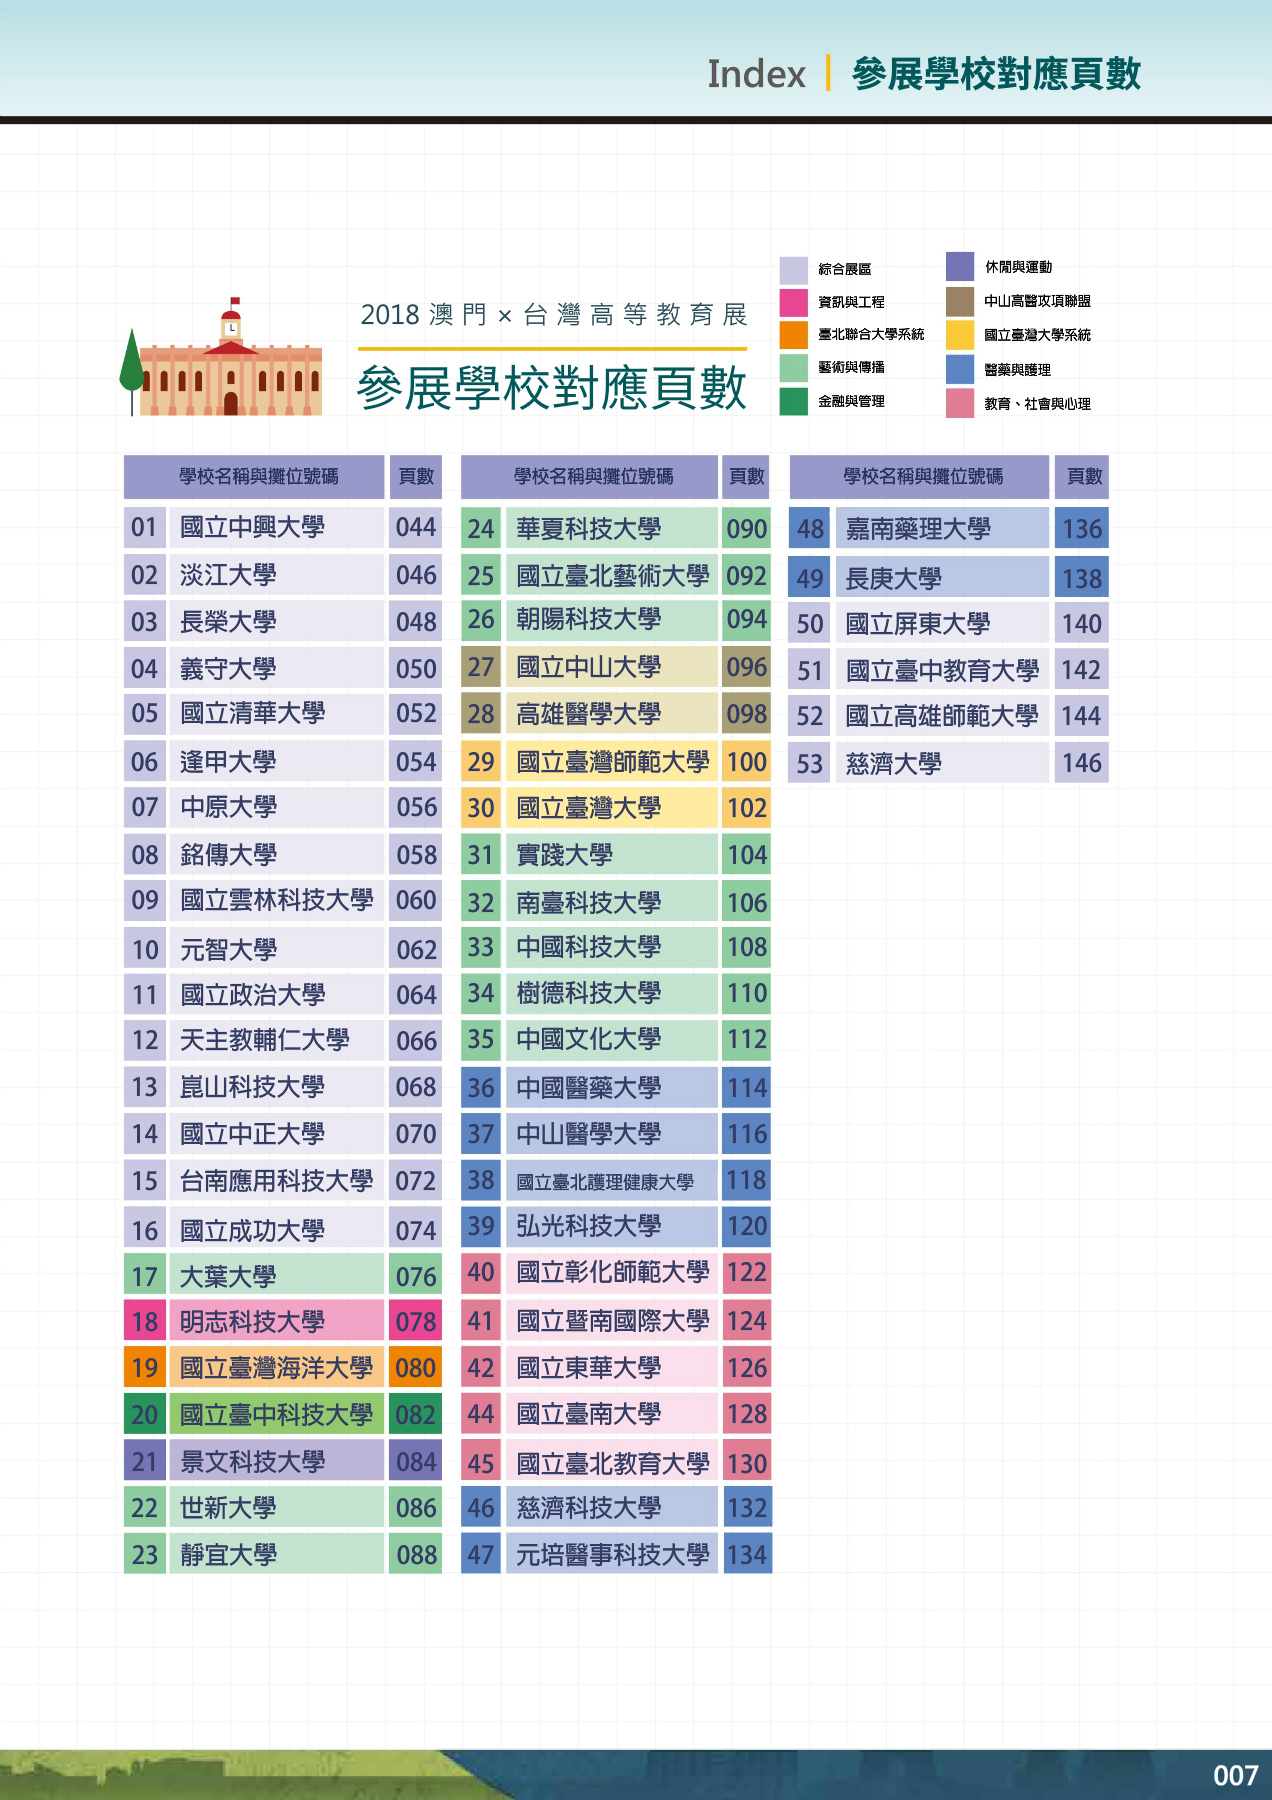 Index 參展學校對應頁數
2018 澳門×台灣高等教育展
參展學校對應頁數
綜合展區
資訊與工程
臺北聯合大學系統
藝術與傳播
金融與管理
休閒與運動
中山高醫攻頂聯盟
國立臺灣大學系統
醫藥與護理
教育、社會與心理
學校名稱與攤位號碼 頁數
01 國立中興大學 044
02 淡江大學 046
03 長榮大學 048
04 義守大學 050
05 國立清華大學 052
06 逢甲大學 054
07 中原大學 056
08 銘傳大學 058
09 國立雲林科技大學 060
10 元智大學 062
11 國立政治大學 064
12 天主教輔仁大學 066
13 崑山科技大學 068
14 國立中正大學 070
15 台南應用科技大學 072
16 國立成功大學 074
17 大葉大學 076
18 明志科技大學 078
19 國立臺灣海洋大學 080
20 國立臺中科技大學 082
21 景文科技大學 084
22 世新大學 086
23 靜宜大學 088
學校名稱與攤位號碼 頁數
24 華夏科技大學 090
25 國立臺北藝術大學 092
26 朝陽科技大學 094
27 國立中山大學 096
28 高雄醫學大學 098
29 國立臺灣師範大學 100
30 國立臺灣大學 102
31 實踐大學 104
32 南臺科技大學 106
33 中國科技大學 108
34 樹德科技大學 110
35 中國文化大學 112
36 中國醫藥大學 114
37 中山醫學大學 116
38 國立臺北護理健康大學 118
39 弘光科技大學 120
40 國立彰化師範大學 122
41 國立暨南國際大學 124
42 國立東華大學 126
44 國立臺南大學 128
45 國立臺北教育大學 130
46 慈濟科技大學 132
47 元培醫事科技大學 134
學校名稱與攤位號碼 頁數
48 嘉南藥理大學 136
49 長庚大學 138
50 國立屏東大學 140
51 國立臺中教育大學 142
52 國立高雄師範大學 144
53 慈濟大學 146
007